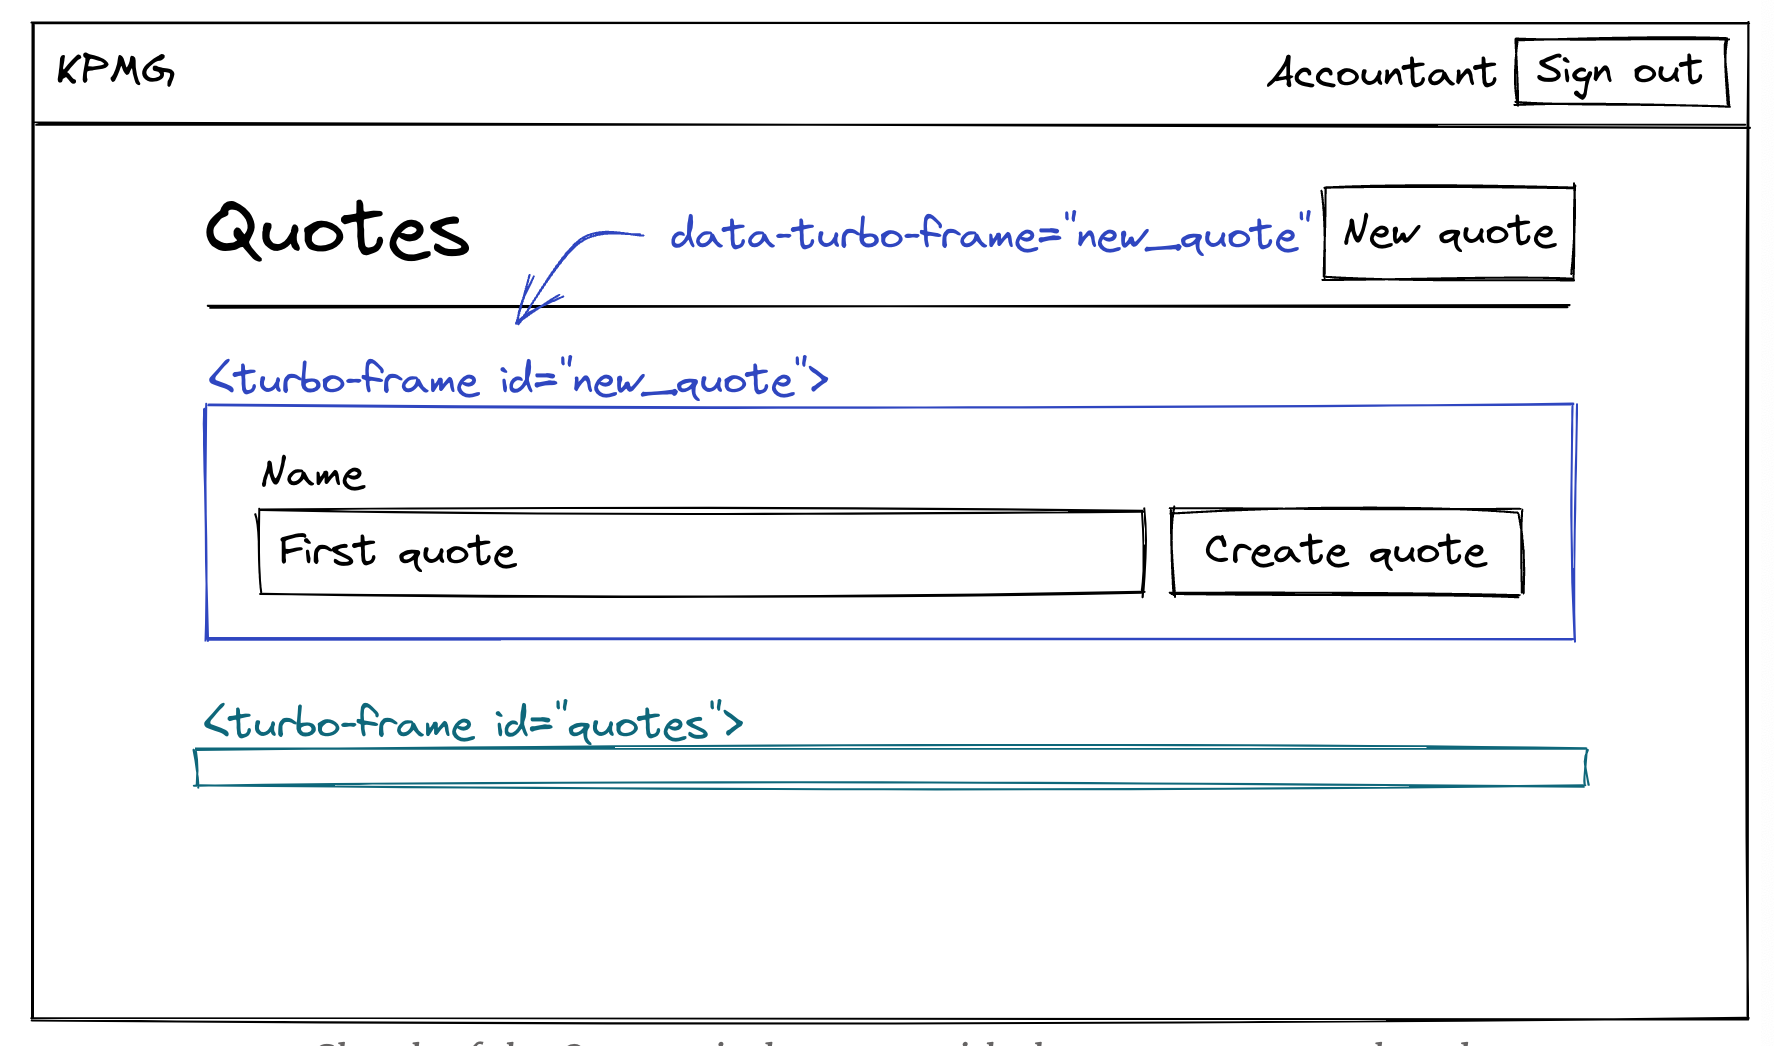 KPMG
Accountant Sign out
Quotes data-turbo-frame="new_quote" New quote
<turbo-frame id="new_quote">
Name
First quote Create quote
<turbo-frame id="quotes">